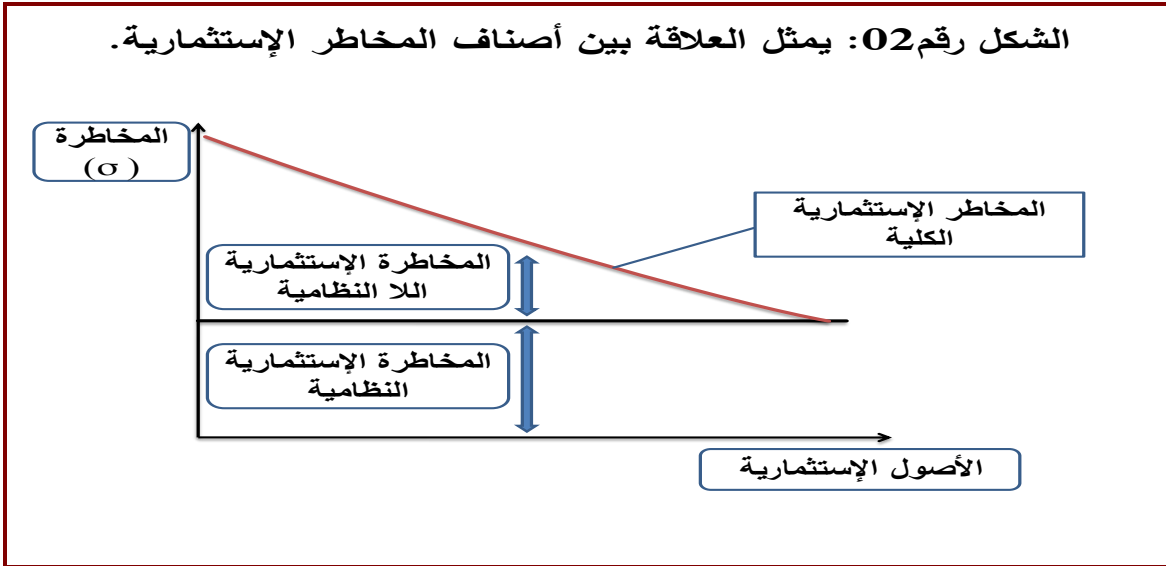 الشكل رقم02: يمثل العلاقة بين أصناف المخاطر الإستثمارية.
المخاطرة
(σ )
المخاطر الإستثمارية
الكلية
المخاطرة الإستثمارية
اللا النظامية
المخاطرة الإستثمارية
النظامية
الأصول الإستثمارية